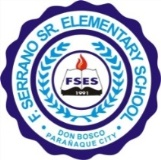 F. SERRANO SR. ELEMENTARY SCHOOL
FSES
1991
DON BOSCO
PARAÑAQUE CITY